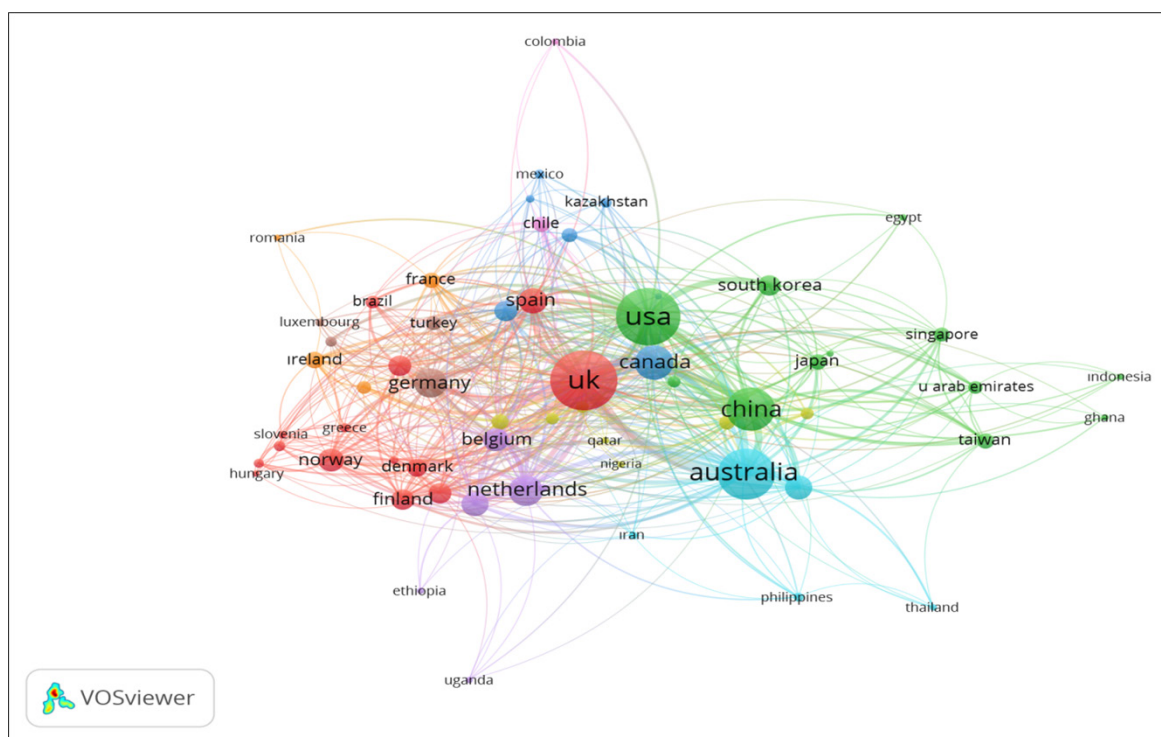 colombia
mexico
kazakhstan
chile
egypt
romania
france
south korea
brazil
spain
usa
luxembourg
turkey
singapore
ireland
canada
japan
germany
uk
u arab emirates
indonesia
china
ghana
greece
slovenia
belgium
qatar
taiwan
norway
denmark
nigeria
hungary
australia
netherlands
finland
iran
ethiopia
philippines
thailand
uganda
VOSviewer